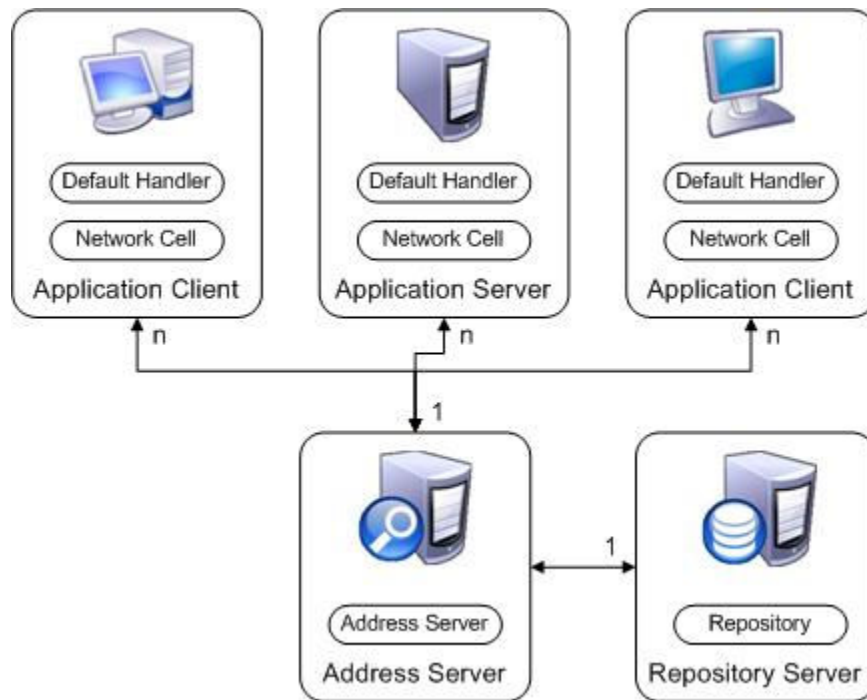 Default Handler
Network Cell
Application Client
Default Handler
Network Cell
Application Server
Default Handler
Network Cell
Application Client
n
n
n
1
Address Server
Address Server
1
Repository
Repository Server